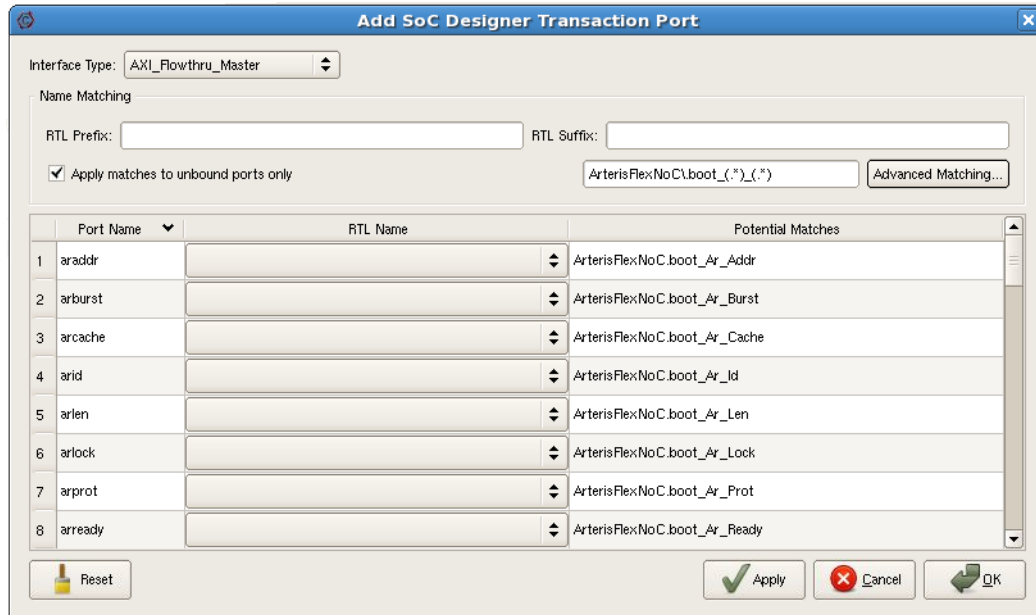 Add SoC Designer Transaction Port
Interface Type: AXI_Flowthru_Master
Name Matching
RTL Prefix: RTL Suffix:
Apply matches to unbound ports only ArterisFlexNoC\.boot_(.*)_(.*) Advanced Matching...
Port Name RTL Name Potential Matches
1 araddr ArterisFlexNoC.boot_Ar_Addr
2 arburst ArterisFlexNoC.boot_Ar_Burst
3 arcache ArterisFlexNoC.boot_Ar_Cache
4 arid ArterisFlexNoC.boot_Ar_Id
5 arlen ArterisFlexNoC.boot_Ar_Len
6 arlock ArterisFlexNoC.boot_Ar_Lock
7 arprot ArterisFlexNoC.boot_Ar_Prot
8 arready ArterisFlexNoC.boot_Ar_Ready
Reset Apply Cancel OK